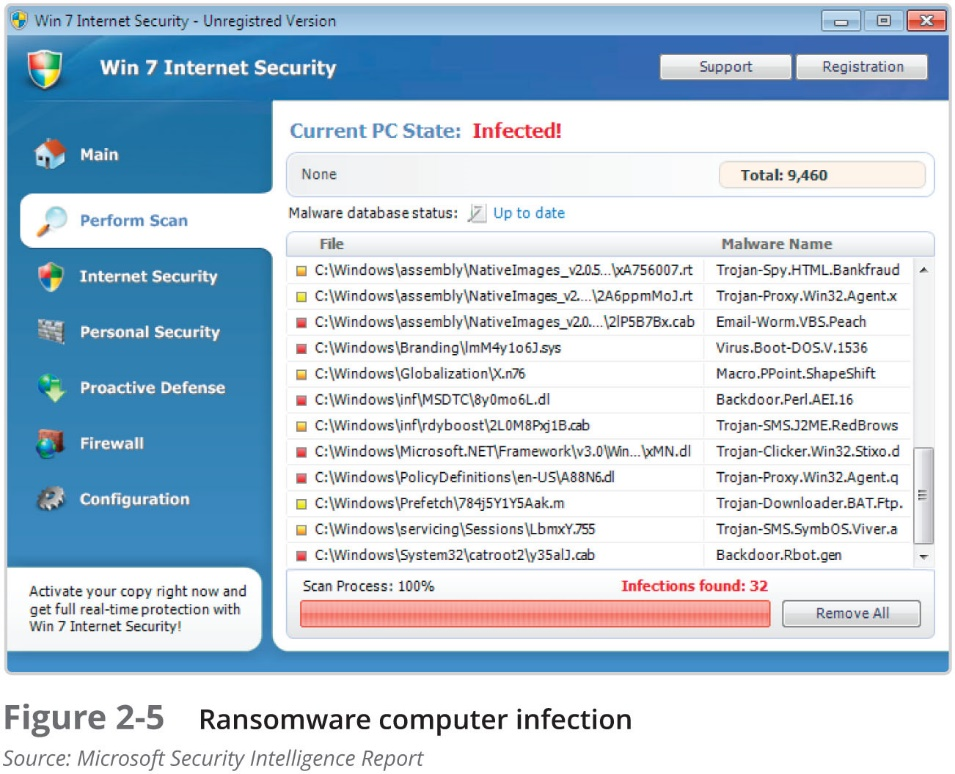 Win 7 Internet Security - Unregistred Version
Win 7 Internet Security
Support
Registration
Main
Perform Scan
Internet Security
Personal Security
Proactive Defense
Firewall
Configuration
Activate your copy right now and
get full real-time protection with
Win 7 Internet Security!
Current PC State: Infected!
None
Total: 9,460
Malware database status: Up to date
File Malware Name
C:\Windows\assembly\NativeImages_v2.0.5...\xA756007.rt Trojan-Spy.HTML.Bankfraud
C:\Windows\assembly\NativeImages_v2....\2A6ppmMoJ.rt Trojan-Proxy.Win32.Agent.x
C:\Windows\assembly\NativeImages_v2.0....\2lP5B7Bx.cab Email-Worm.VBS.Peach
C:\Windows\Branding\lmM4y1o6J.sys Virus.Boot-DOS.V.1536
C:\Windows\Globalization\X.n76 Macro.PPoint.ShapeShift
C:\Windows\inf\MSDTC\8y0mo6L.dl Backdoor.Perl.AEI.16
C:\Windows\inf\rdyboost\2L0M8Pxj1B.cab Trojan-SMS.J2ME.RedBrows
C:\Windows\Microsoft.NET\Framework\v3.0\Win...\xMN.dl Trojan-Clicker.Win32.Stixo.d
C:\Windows\PolicyDefinitions\en-US\A88N6.dl Trojan-Proxy.Win32.Agent.q
C:\Windows\Prefetch\784j5Y1Y5Aak.m Trojan-Downloader.BAT.Ftp.
C:\Windows\servicing\Sessions\LbmxY.755 Trojan-SMS.SymbOS.Viver.a
C:\Windows\System32\catroot2\y35alJ.cab Backdoor.Rbot.gen
Scan Process: 100%
Infections found: 32
Remove All
Figure 2-5 Ransomware computer infection
Source: Microsoft Security Intelligence Report